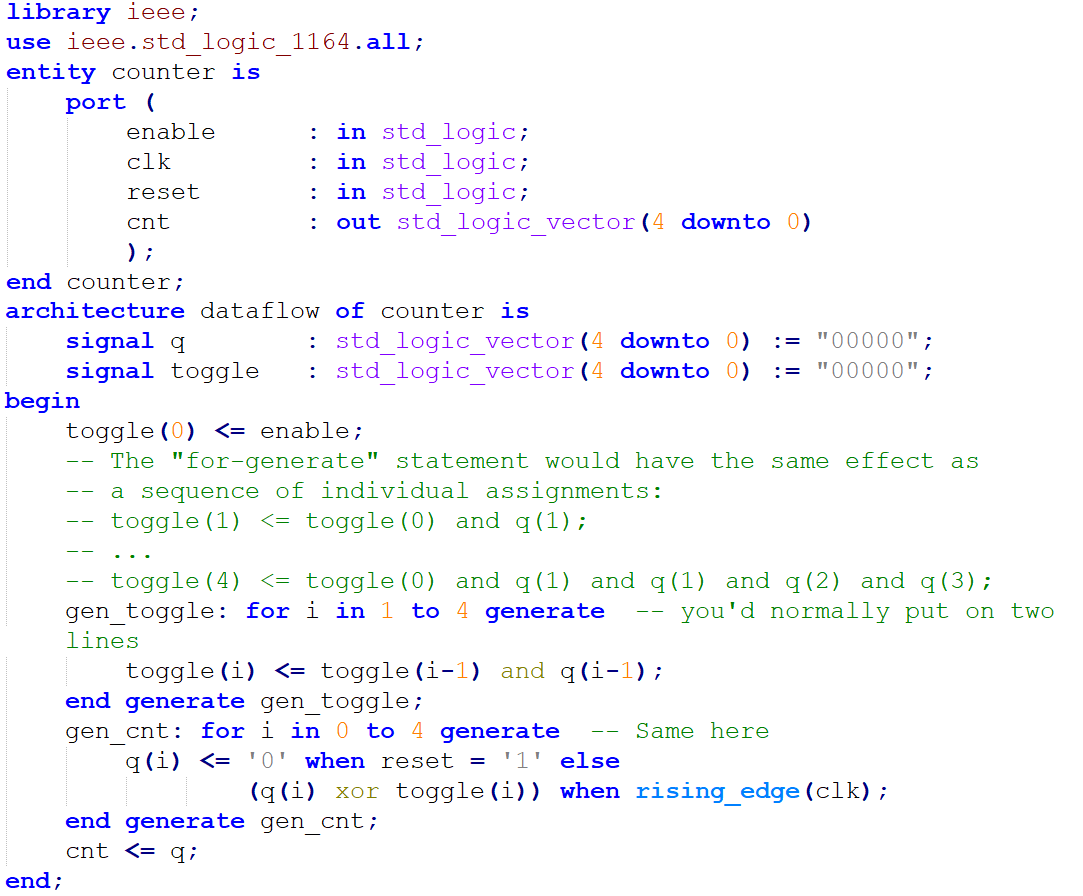 library ieee;
use ieee.std_logic_1164.all;
entity counter is
    port (
        enable      : in std_logic;
        clk         : in std_logic;
        reset       : in std_logic;
        cnt         : out std_logic_vector(4 downto 0)
        );
end counter;
architecture dataflow of counter is
    signal q        : std_logic_vector(4 downto 0) := "00000";
    signal toggle   : std_logic_vector(4 downto 0) := "00000";
begin
    toggle(0) <= enable;
    -- The "for-generate" statement would have the same effect as
    -- a sequence of individual assignments:
    -- toggle(1) <= toggle(0) and q(1);
    -- ...
    -- toggle(4) <= toggle(0) and q(1) and q(1) and q(2) and q(3);
    gen_toggle: for i in 1 to 4 generate  -- you'd normally put on two
    lines
        toggle(i) <= toggle(i-1) and q(i-1);
    end generate gen_toggle;
    gen_cnt: for i in 0 to 4 generate  -- Same here
        q(i) <= '0' when reset = '1' else
                (q(i) xor toggle(i)) when rising_edge(clk);
    end generate gen_cnt;
    cnt <= q;
end;